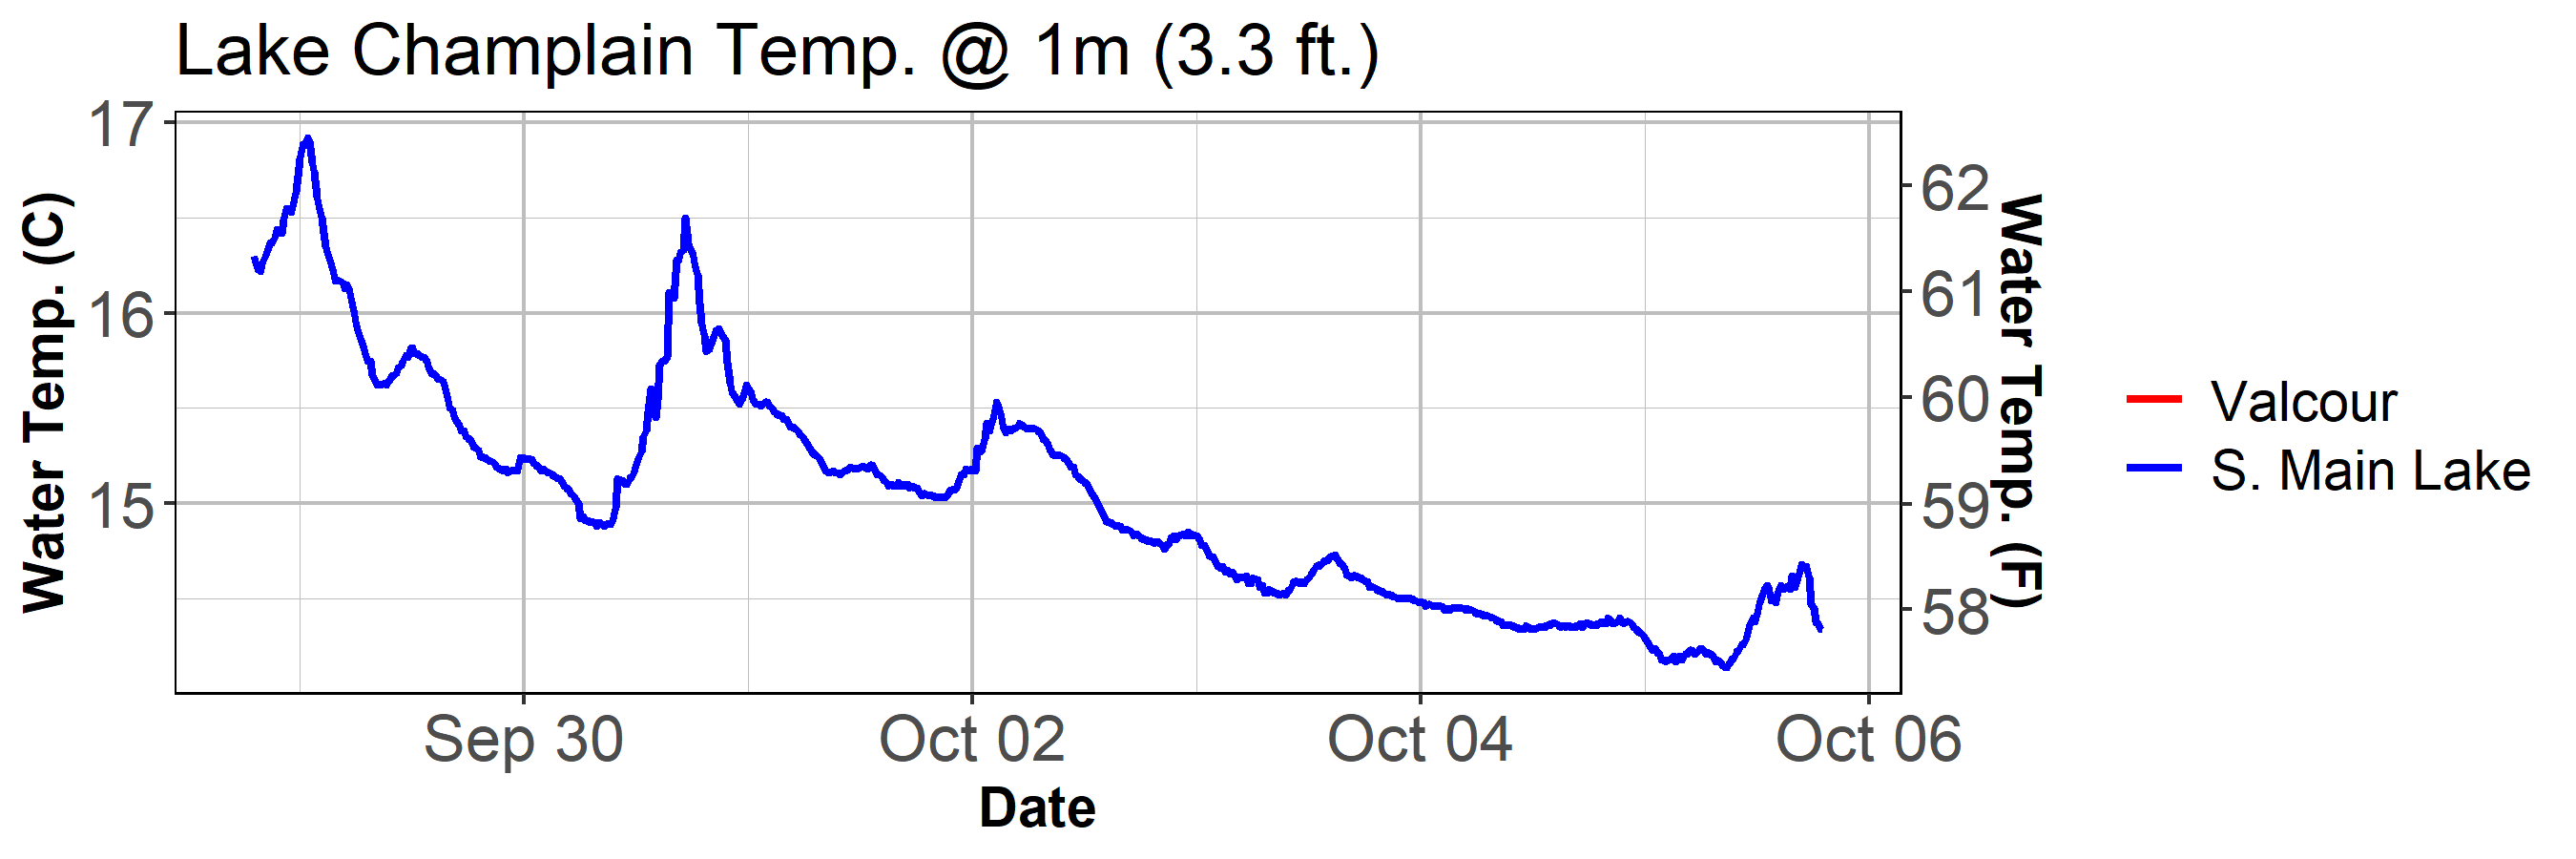 Lake Champlain Temp. @ 1m (3.3 ft.)
Water Temp. (C)
17
16
15
62
61
60
59
58
Water Temp. (F)
Sep 30
Oct 02
Oct 04
Oct 06
Date
Valcour
S. Main Lake